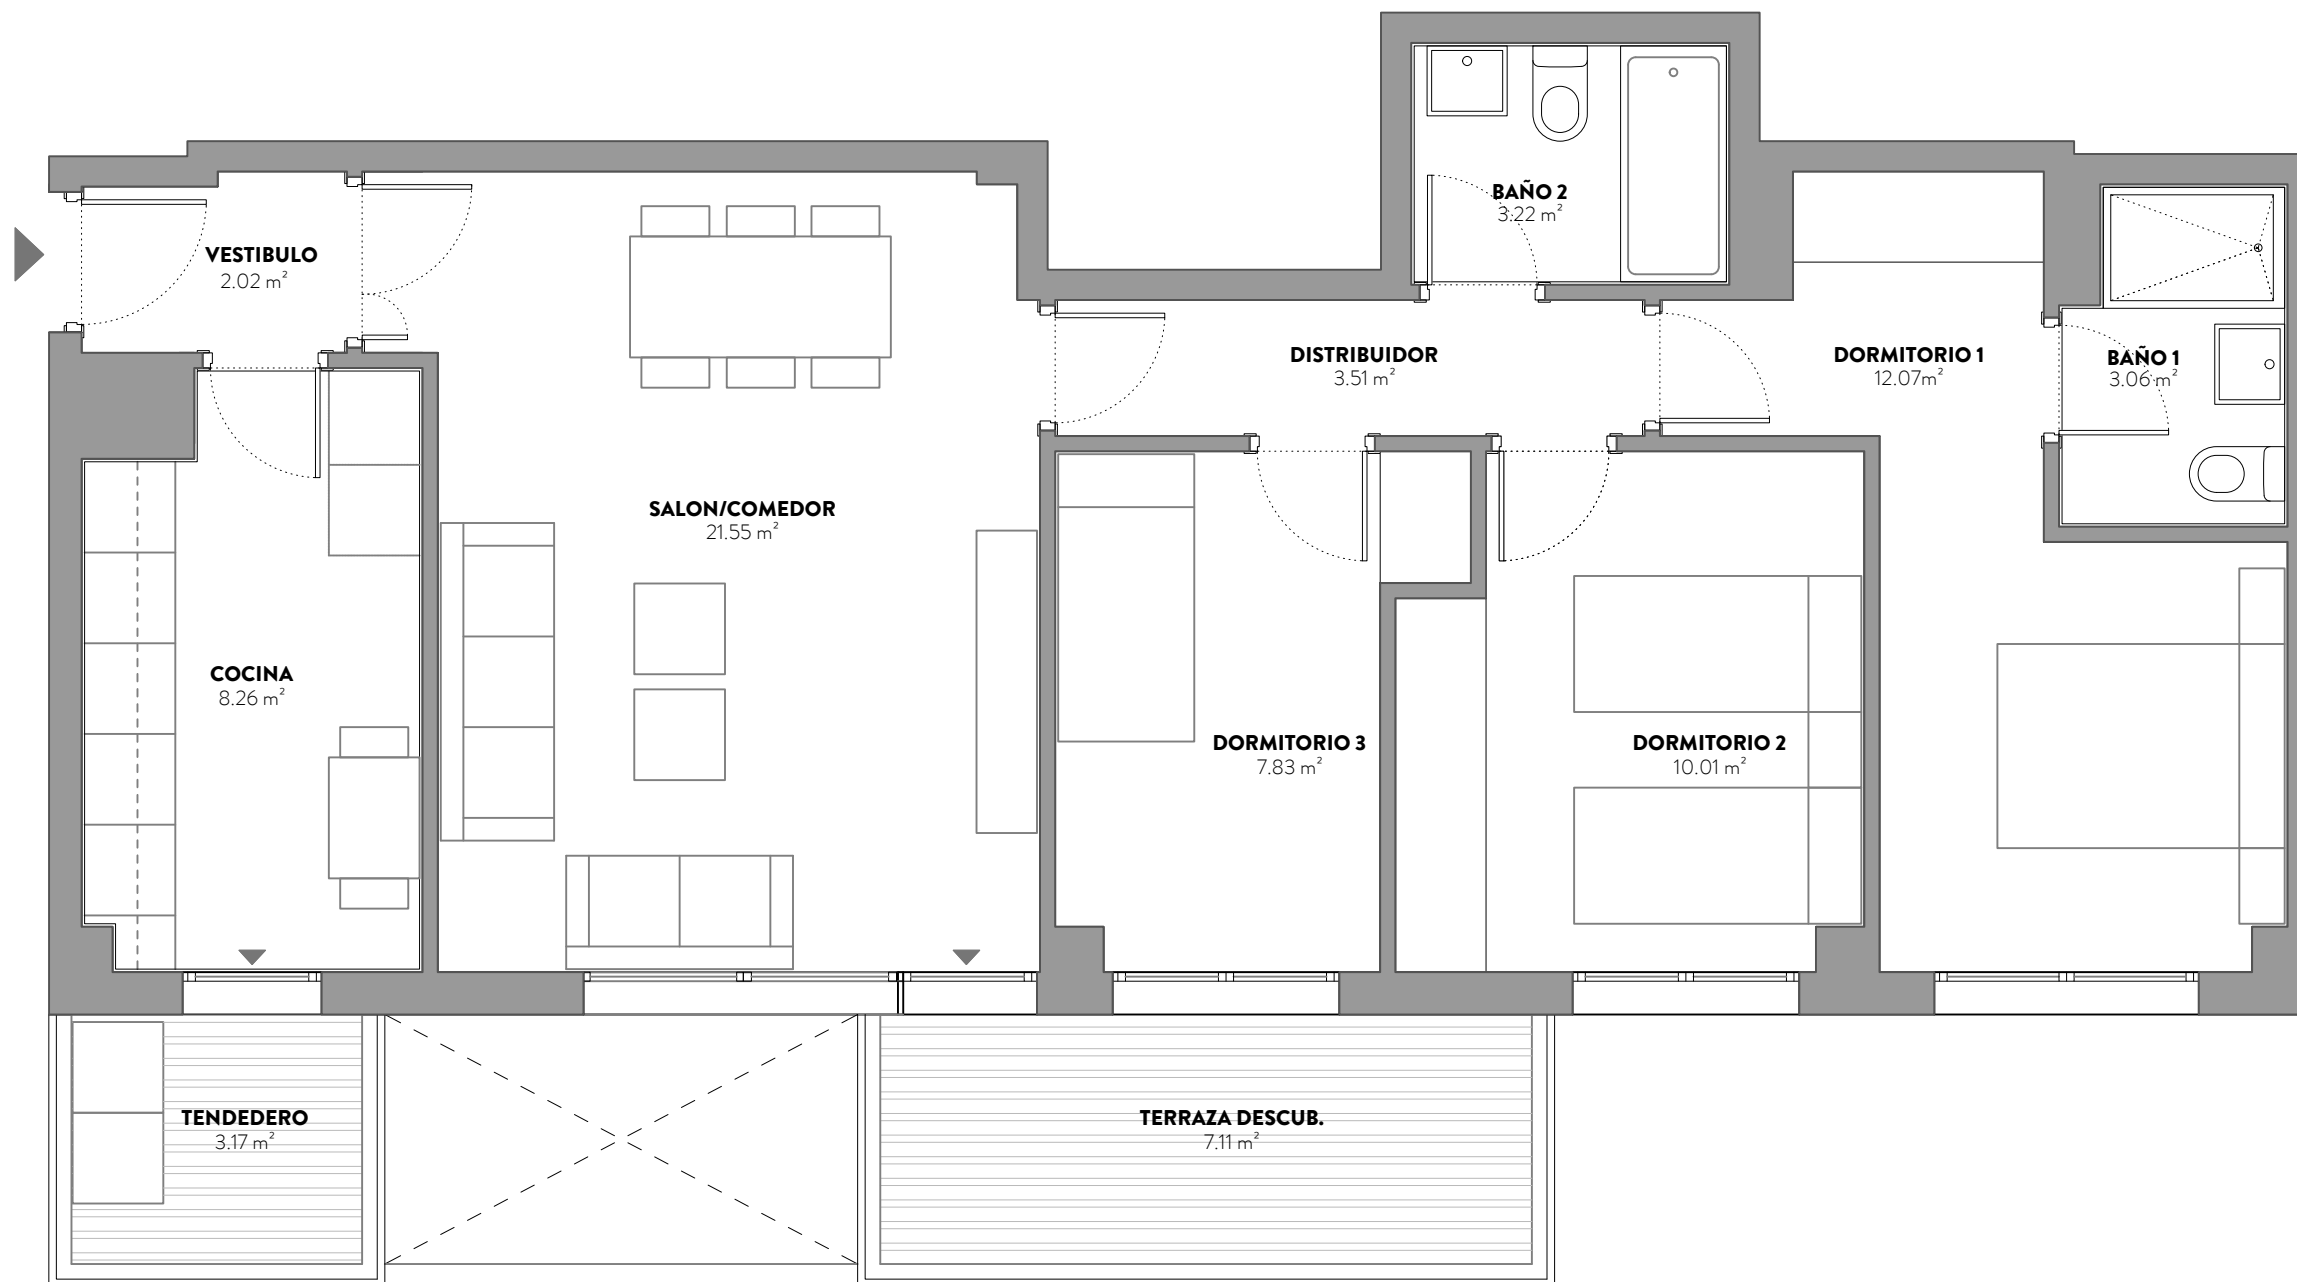 BAÑO 2
3.22 m²
VESTIBULO
2.02 m²
DISTRIBUIDOR
3.51 m²
DORMITORIO 1
12.07m²
BAÑO 1
3.06 m²
SALON/COMEDOR
21.55 m²
COCINA
8.26 m²
DORMITORIO 3
7.83 m²
DORMITORIO 2
10.01 m²
TENDEDERO
3.17 m²
TERRAZA DESCUB.
7.11 m²